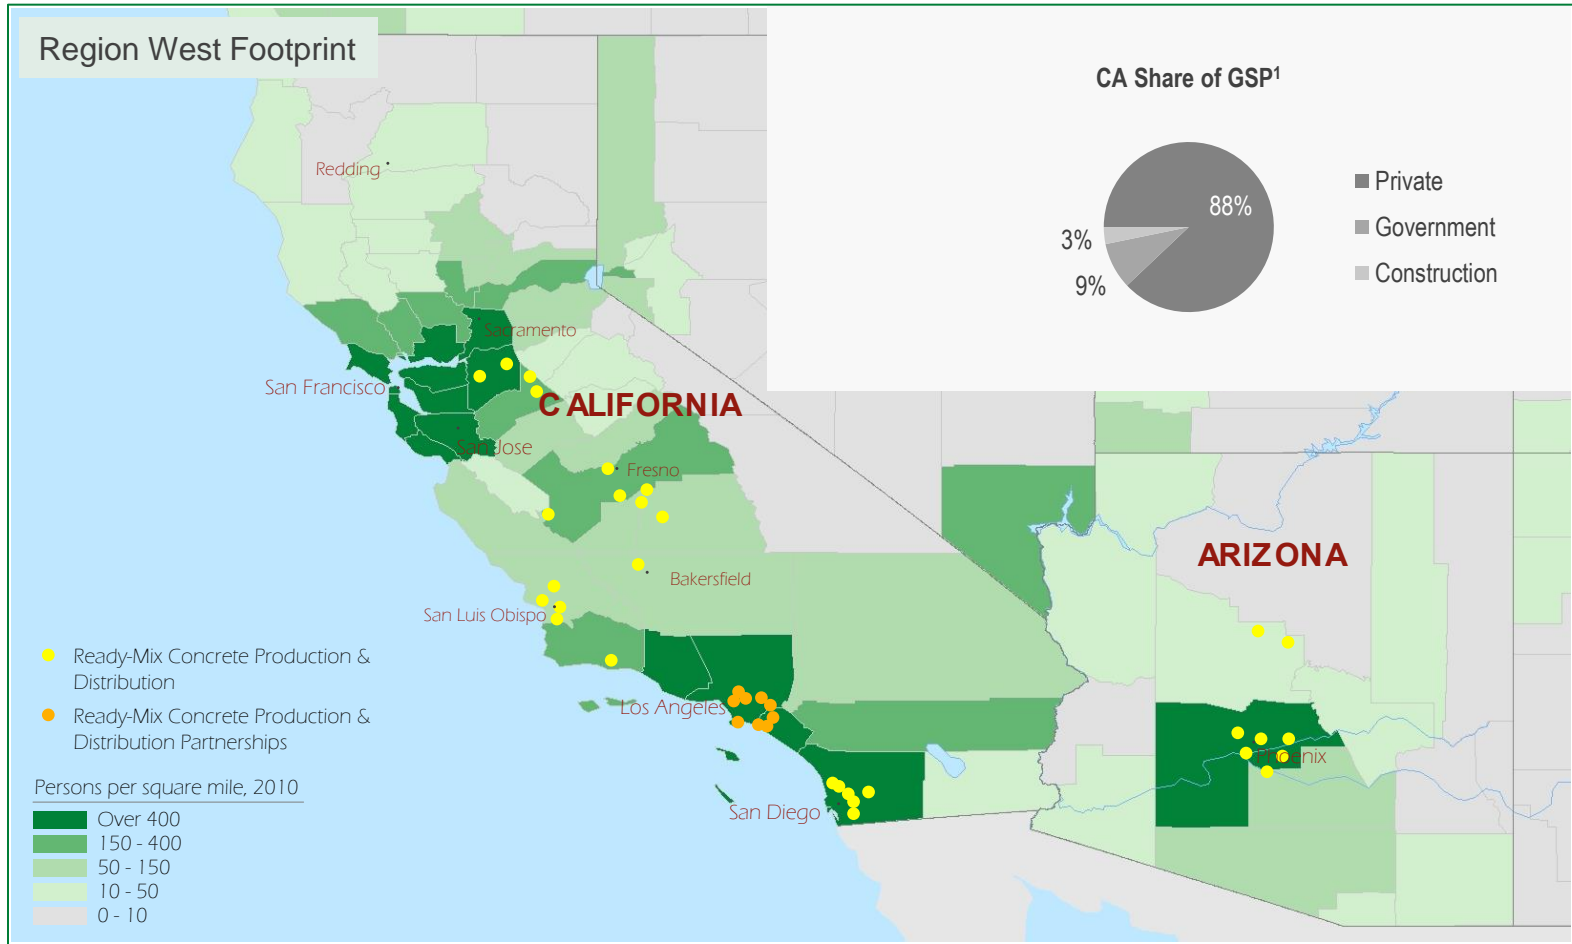 Region West Footprint
CA Share of GSP¹
88%
3%
9%
Private
Government
Construction
Redding
Sacramento
San Francisco
CALIFORNIA
San Jose
Fresno
ARIZONA
Bakersfield
San Luis Obispo
Los Angeles
Phoenix
San Diego
Ready-Mix Concrete Production &
Distribution
Ready-Mix Concrete Production &
Distribution Partnerships
Persons per square mile, 2010
Over 400
150 - 400
50 - 150
10 - 50
0 - 10